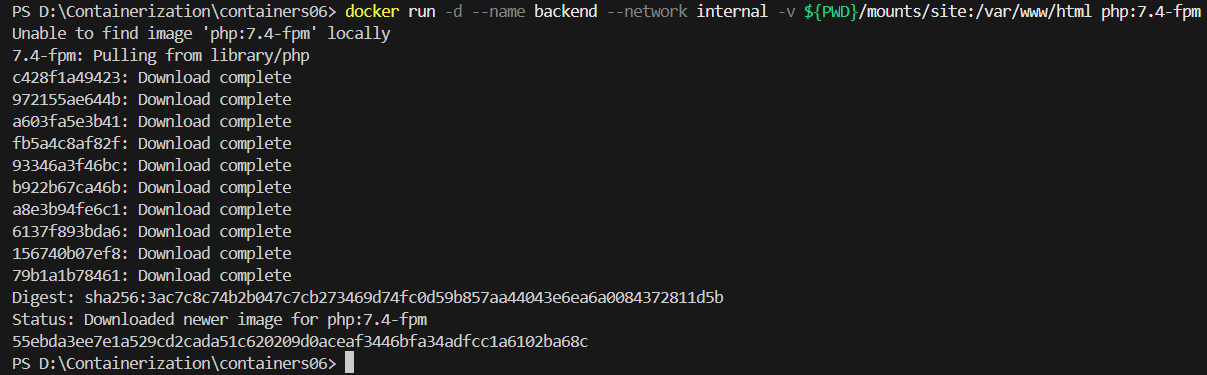 PS D:\Containerization\containers06> docker run -d --name backend --network internal -v ${PWD}/mounts/site:/var/www/html php:7.4-fpm
Unable to find image 'php:7.4-fpm' locally
7.4-fpm: Pulling from library/php
c428f1a49423: Download complete
972155ae644b: Download complete
a603fa5e3b41: Download complete
fb5a4c8af82f: Download complete
93346a3f46bc: Download complete
b922b67ca46b: Download complete
a8e3b94fe6c1: Download complete
6137f893bda6: Download complete
156740b07ef8: Download complete
79b1a1b78461: Download complete
Digest: sha256:3ac7c8c74b2b047c7cb273469d74fc0d59b857aa44043e6ea6a0084372811d5b
Status: Downloaded newer image for php:7.4-fpm
55ebda3ee7e1a529cd2cada51c620209d0aceaf3446bfa34adfcc1a6102ba68c
PS D:\Containerization\containers06>